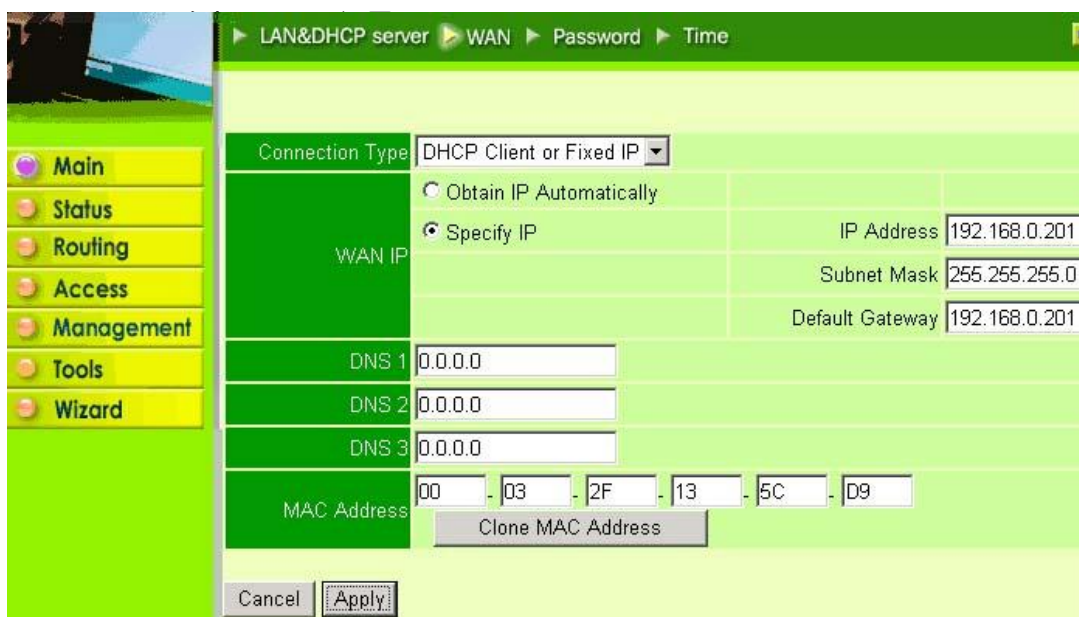 LAN&DHCP server WAN Password Time
Main
Status
Routing
Access
Management
Tools
Wizard
Connection Type DHCP Client or Fixed IP
WAN IP
Obtain IP Automatically
Specify IP
IP Address 192.168.0.201
Subnet Mask 255.255.255.0
Default Gateway 192.168.0.201
DNS 1 0.0.0.0
DNS 2 0.0.0.0
DNS 3 0.0.0.0
MAC Address 00 - 03 - 2F - 13 - 5C - D9
Clone MAC Address
Cancel Apply